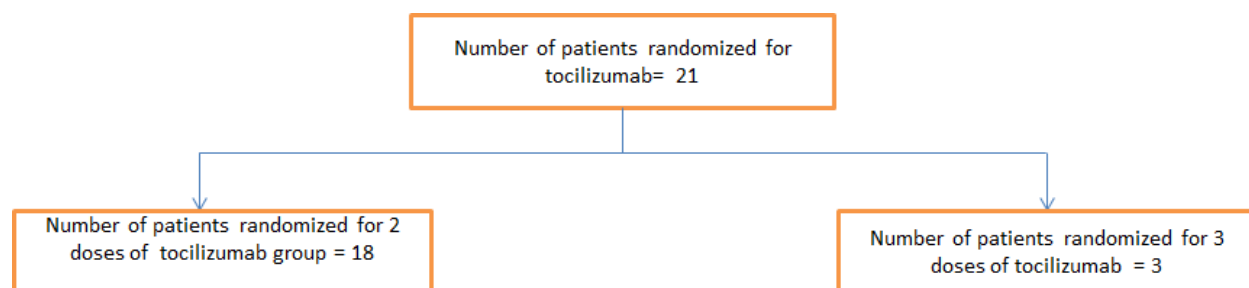 Number of patients randomized for
tocilizumab= 21
Number of patients randomized for 2
doses of tocilizumab group = 18
Number of patients randomized for 3
doses of tocilizumab = 3